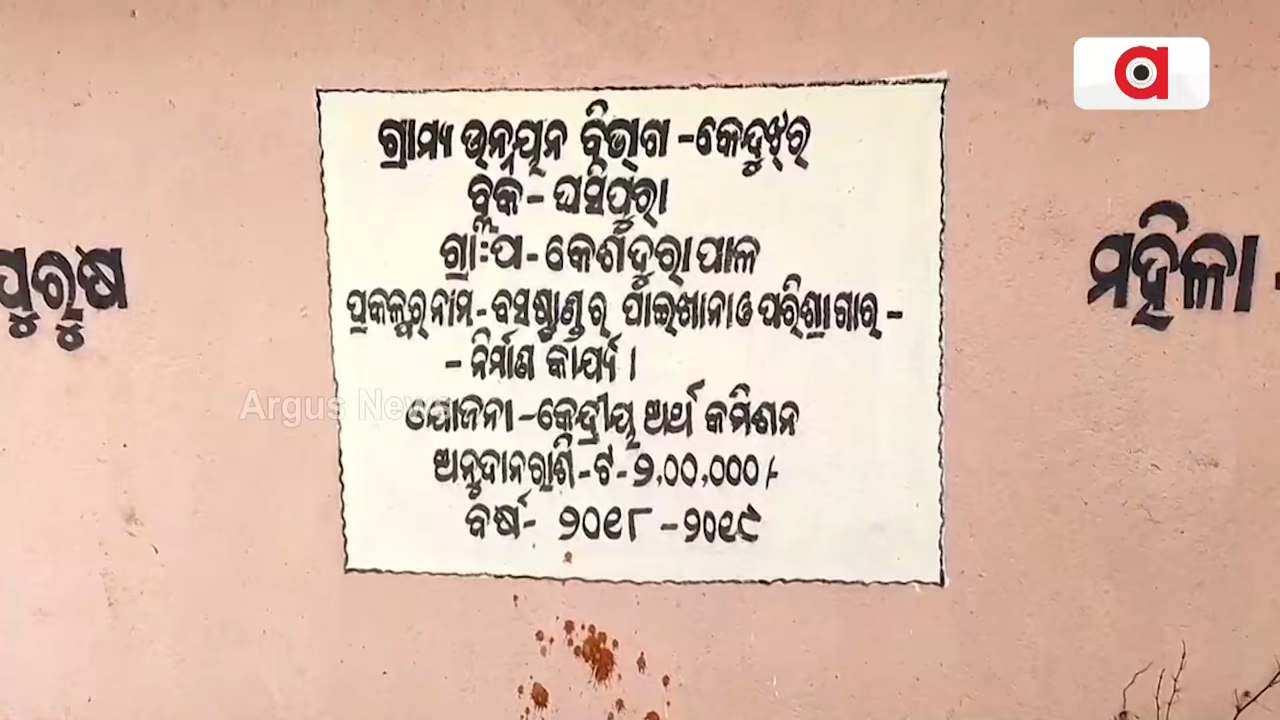 ଗ୍ରାମ୍ୟ ଉନ୍ନୟନ ବିଭାଗ -କେନ୍ଦୁଝର
ବ୍ଲକ - ଘସିପୁରା
ଗ୍ରା:ପ - କେଶଦୁରାପାଳ
ପ୍ରକଳ୍ପର ନାମ - ବସଷ୍ଟାଣ୍ଡର ପାଇଖାନା ଓ ପରିଶ୍ରାଗାର -
- ନିର୍ମାଣ କାର୍ଯ୍ୟ ।
ଯୋଜନା - କେନ୍ଦ୍ରୀୟ ଅର୍ଥ କମିଶନ
ଅନୁଦାନରାଶି - ଟ - ୨,୦୦,୦୦୦/-
ବର୍ଷ - ୨୦୧୮ - ୨୦୧୯
ପୁରୁଷ
ମହିଳା -
Argus News
a